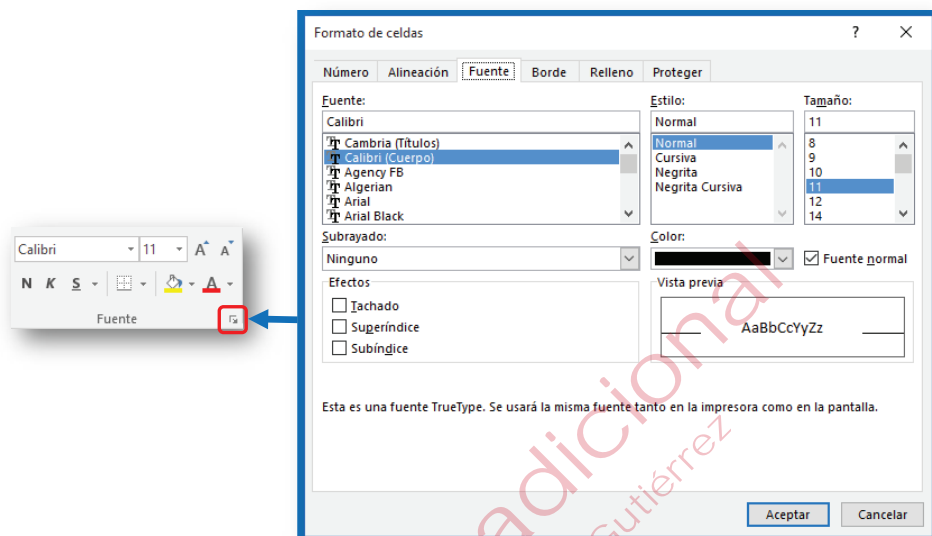 Formato de celdas
? X
Número Alineación Fuente Borde Relleno Proteger
Fuente: Estilo: Tamaño:
Calibri Normal 11
Cambria (Títulos) Normal 8
Calibri (Cuerpo) Cursiva 9
Agency FB Negrita 10
Algerian Negrita Cursiva 11
Arial 12
Arial Black 14
Subrayado: Color:
Ninguno Fuente normal
Efectos Vista previa
Tachado
Superíndice
Subíndice
AaBbCcYyZz
Esta es una fuente TrueType. Se usará la misma fuente tanto en la impresora como en la pantalla.
Aceptar Cancelar
Calibri 11 A A
N K S A
Fuente
adicional
Gutiérrez